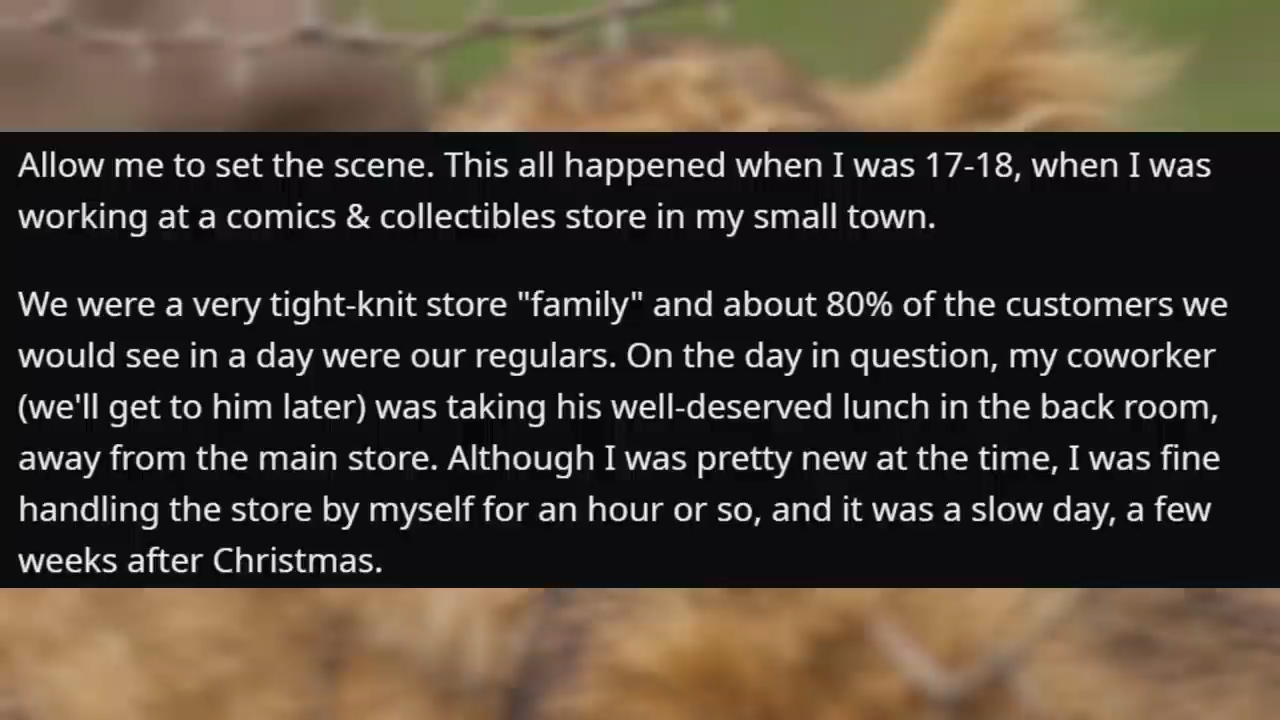 Allow me to set the scene. This all happened when I was 17-18, when I was
working at a comics & collectibles store in my small town.
We were a very tight-knit store "family" and about 80% of the customers we
would see in a day were our regulars. On the day in question, my coworker
(we'll get to him later) was taking his well-deserved lunch in the back room,
away from the main store. Although I was pretty new at the time, I was fine
handling the store by myself for an hour or so, and it was a slow day, a few
weeks after Christmas.